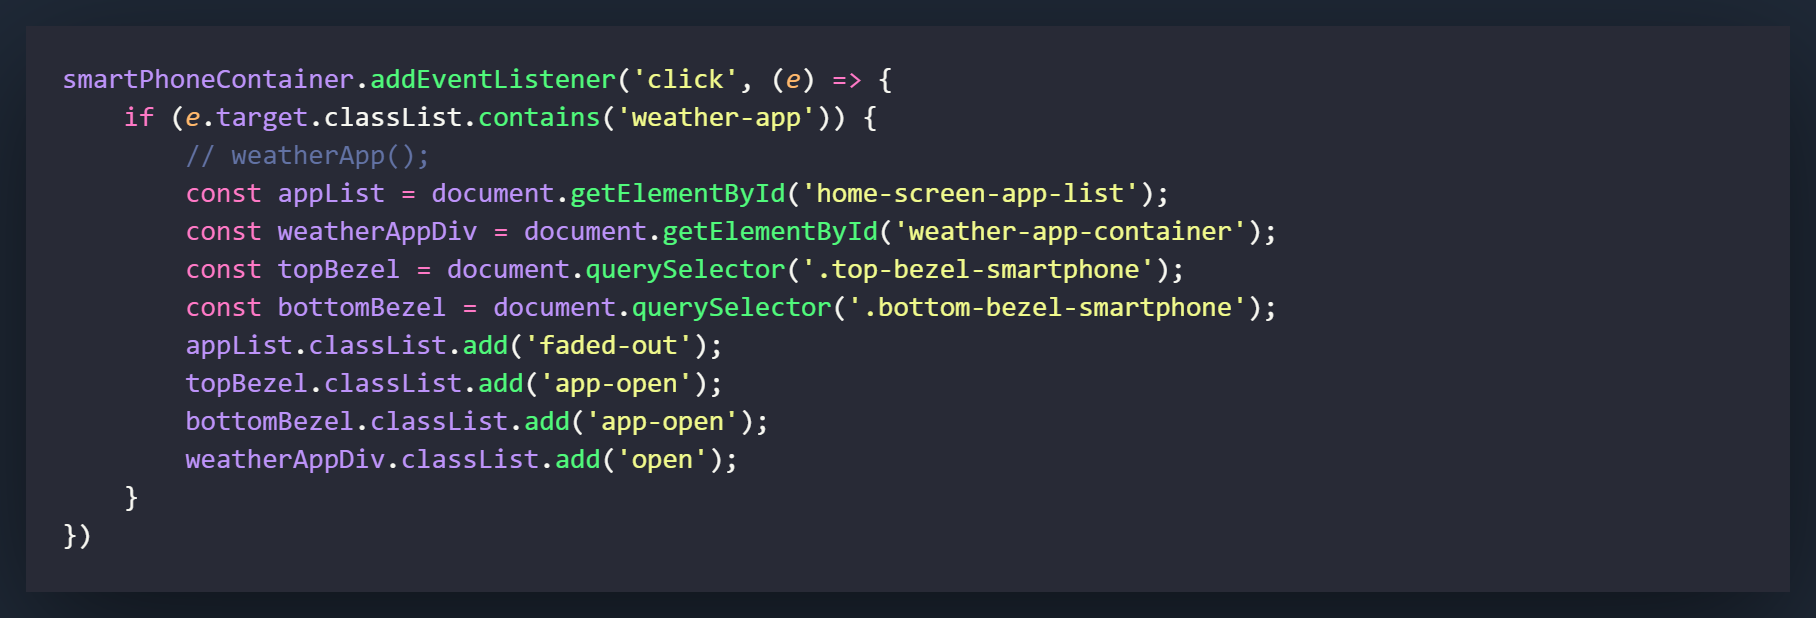 smartPhoneContainer.addEventListener('click', (e) => {
    if (e.target.classList.contains('weather-app')) {
        // weatherApp();
        const appList = document.getElementById('home-screen-app-list');
        const weatherAppDiv = document.getElementById('weather-app-container');
        const topBezel = document.querySelector('.top-bezel-smartphone');
        const bottomBezel = document.querySelector('.bottom-bezel-smartphone');
        appList.classList.add('faded-out');
        topBezel.classList.add('app-open');
        bottomBezel.classList.add('app-open');
        weatherAppDiv.classList.add('open');
    }
})